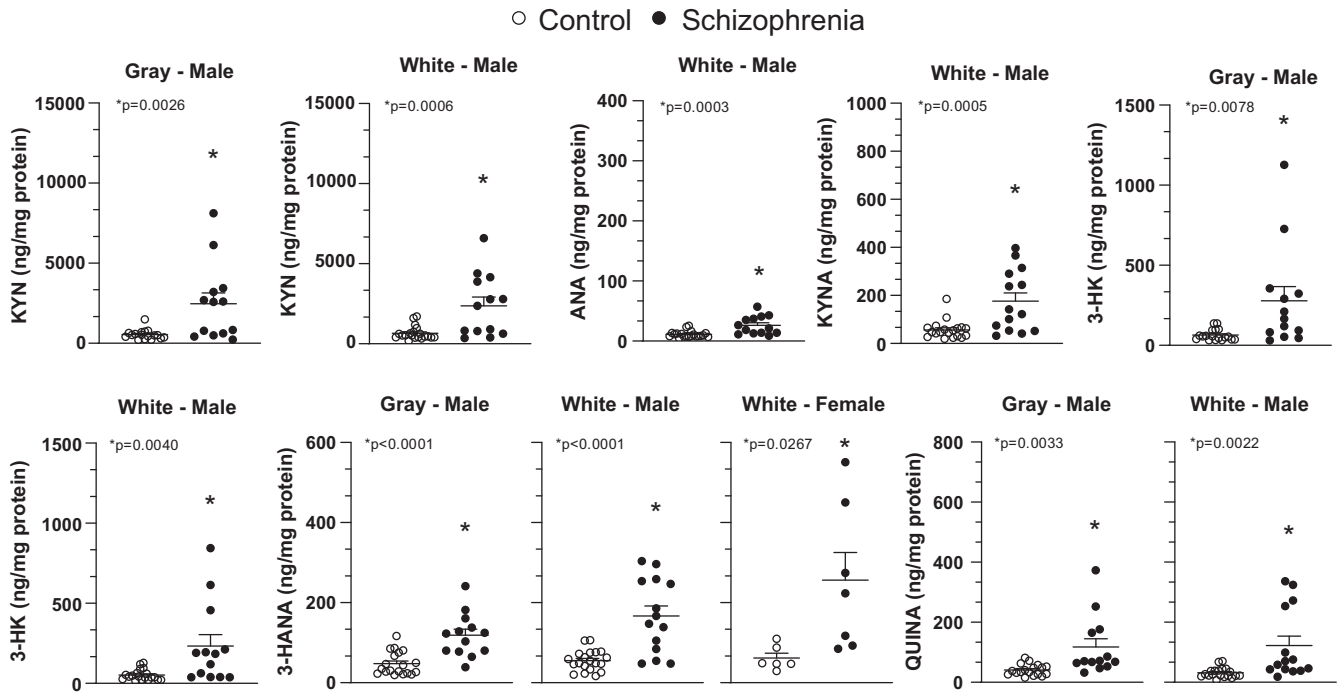 Control Schizophrenia
Gray - Male
*p=0.0026
15000
10000
5000
0
KYN (ng/mg protein)
*
White - Male
*p=0.0006
15000
10000
5000
0
KYN (ng/mg protein)
*
White - Male
*p=0.0003
400
300
200
100
0
ANA (ng/mg protein)
*
White - Male
*p=0.0005
1000
800
600
400
200
0
KYNA (ng/mg protein)
*
Gray - Male
*p=0.0078
1500
1000
500
0
3-HK (ng/mg protein)
*
White - Male
*p=0.0040
1500
1000
500
0
3-HK (ng/mg protein)
*
Gray - Male
*p<0.0001
600
400
200
0
3-HANA (ng/mg protein)
*
White - Male
*p<0.0001
*
White - Female
*p=0.0267
*
Gray - Male
*p=0.0033
800
600
400
200
0
QUINA (ng/mg protein)
*
White - Male
*p=0.0022
*